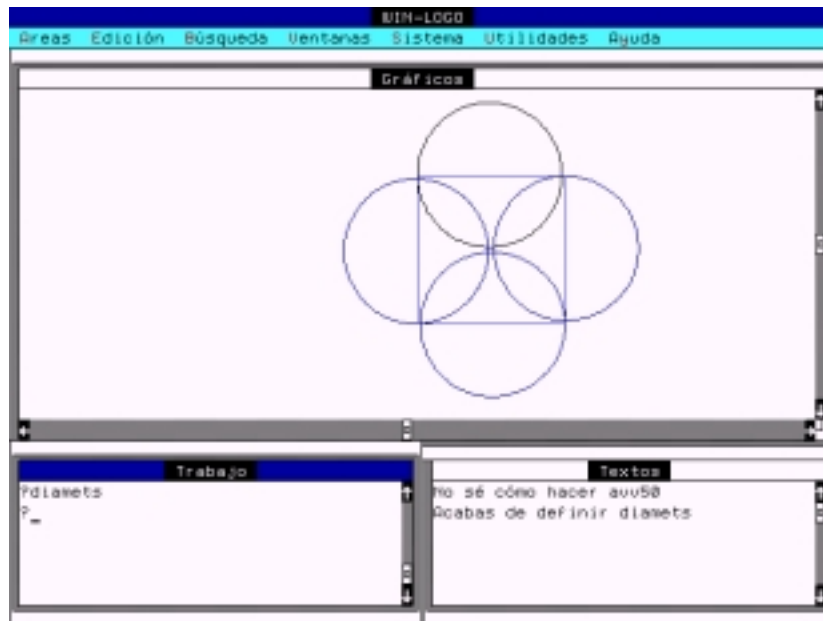 WIN-LOGO
Areas Edición Búsqueda Ventanas Sistema Utilidades Ayuda
Gráficos
Trabajo
?diamets
?_
Textos
No sé cómo hacer avv50
Acabas de definir diamets